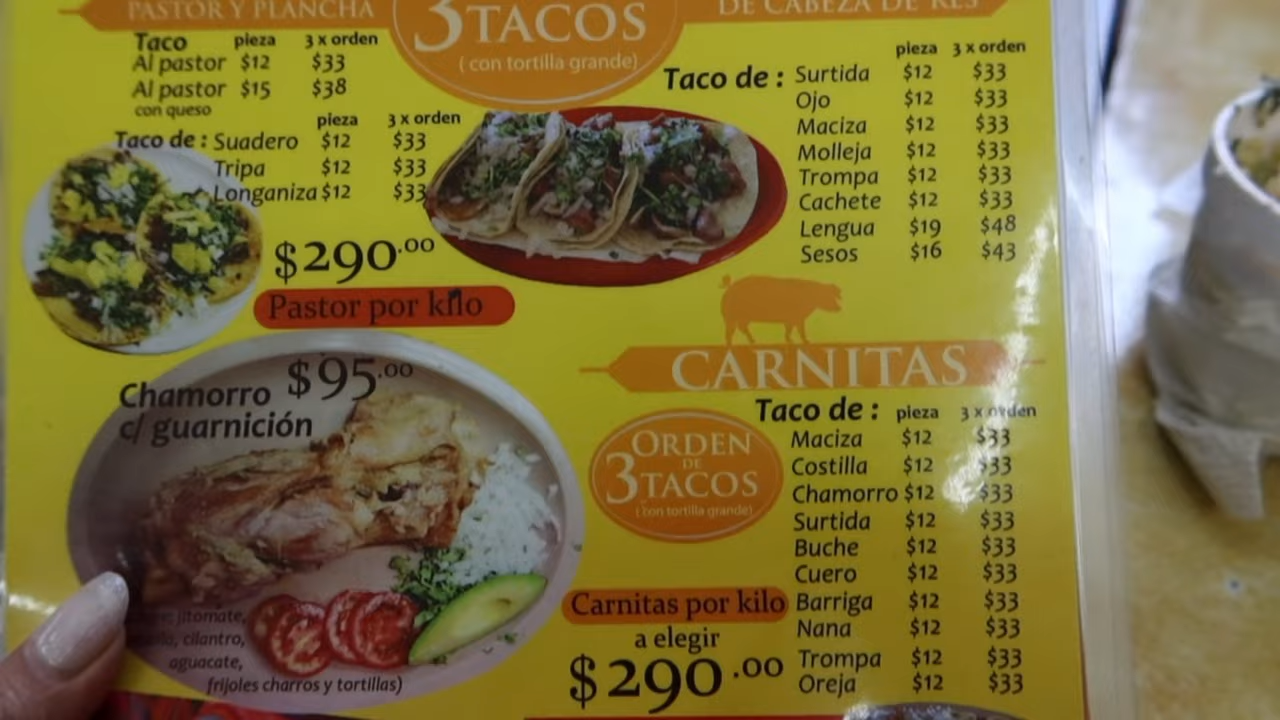 PASTOR Y PLANCHA
3 TACOS
( con tortilla grande)
DE CABEZA DE RES
Taco pieza 3 x orden
Al pastor $12 $33
Al pastor $15 $38
con queso
pieza 3 x orden
Taco de : Suadero $12 $33
Tripa $12 $33
Longaniza $12 $33
$290.00
Pastor por kilo
pieza 3 x orden
Taco de : Surtida $12 $33
Ojo $12 $33
Maciza $12 $33
Molleja $12 $33
Trompa $12 $33
Cachete $12 $33
Lengua $19 $48
Sesos $16 $43
Chamorro $95.00
c/ guarnición
jitomate,
cilantro,
aguacate,
frijoles charros y tortillas)
CARNITAS
ORDEN
DE
3 TACOS
( con tortilla grande)
Taco de : pieza 3 x orden
Maciza $12 $33
Costilla $12 $33
Chamorro $12 $33
Surtida $12 $33
Buche $12 $33
Cuero $12 $33
Barriga $12 $33
Nana $12 $33
Trompa $12 $33
Oreja $12 $33
Carnitas por kilo
a elegir
$290.00